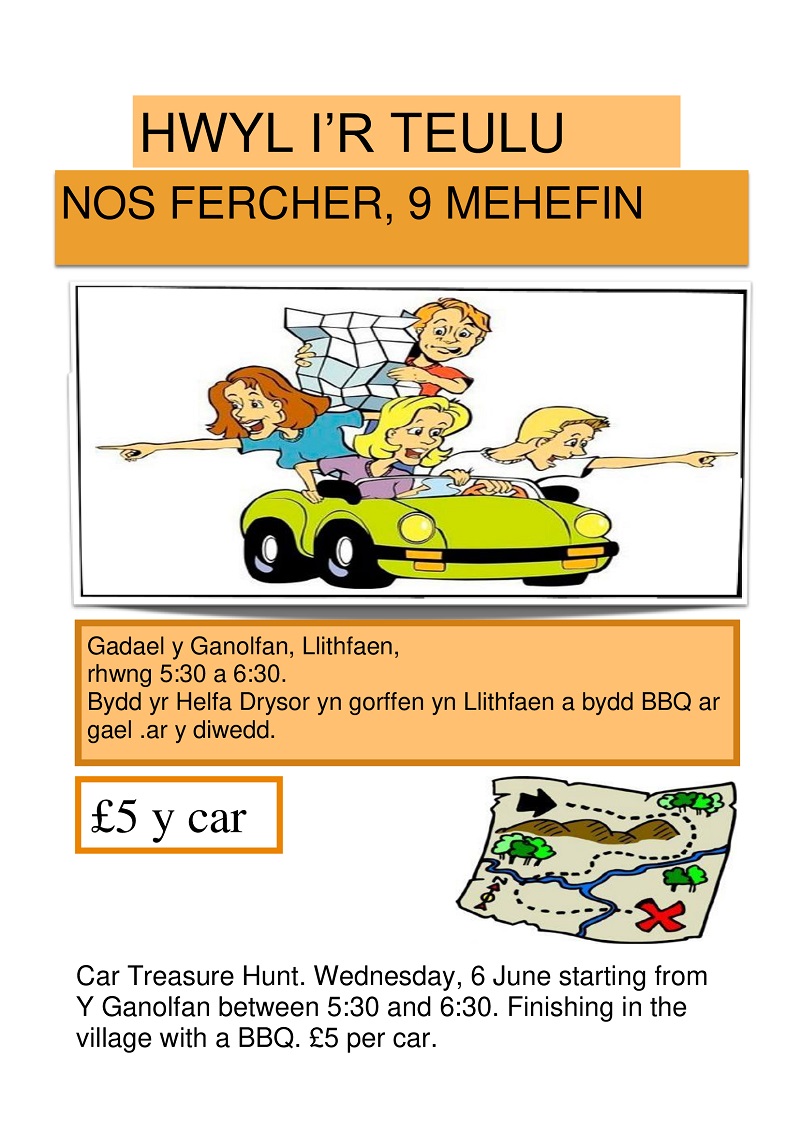 HWYL I’R TEULU
NOS FERCHER, 9 MEHEFIN
Gadael y Ganolfan, Llithfaen,
rhwng 5:30 a 6:30.
Bydd yr Helfa Drysor yn gorffen yn Llithfaen a bydd BBQ ar
gael .ar y diwedd.
£5 y car
N
Car Treasure Hunt. Wednesday, 6 June starting from
Y Ganolfan between 5:30 and 6:30. Finishing in the
village with a BBQ. £5 per car.